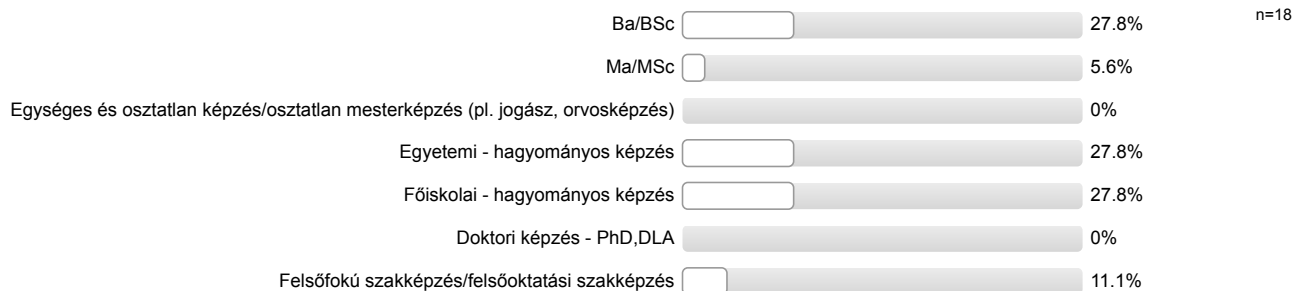 Ba/BSc 27.8% n=18
Ma/MSc 5.6%
Egységes és osztatlan képzés/osztatlan mesterképzés (pl. jogász, orvosképzés) 0%
Egyetemi - hagyományos képzés 27.8%
Főiskolai - hagyományos képzés 27.8%
Doktori képzés - PhD,DLA 0%
Felsőfokú szakképzés/felsőoktatási szakképzés 11.1%